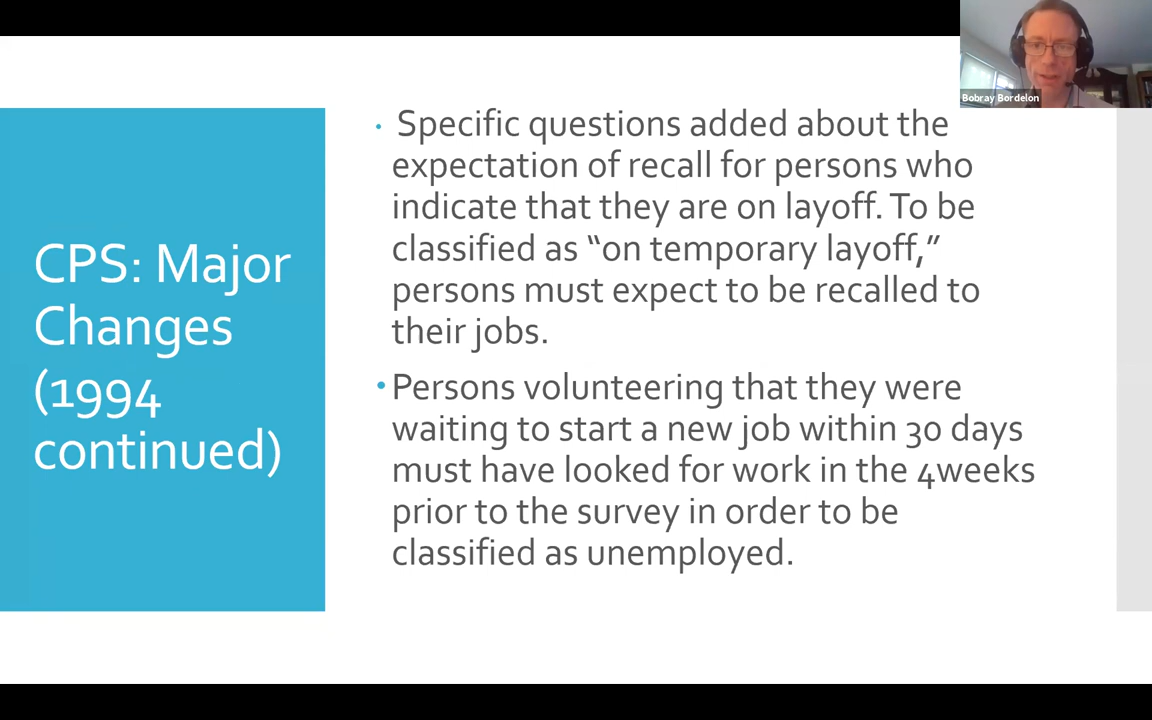 Bobray Bordelon
CPS: Major
Changes
(1994
continued)
• Specific questions added about the
expectation of recall for persons who
indicate that they are on layoff. To be
classified as “on temporary layoff,”
persons must expect to be recalled to
their jobs.
• Persons volunteering that they were
waiting to start a new job within 30 days
must have looked for work in the 4weeks
prior to the survey in order to be
classified as unemployed.